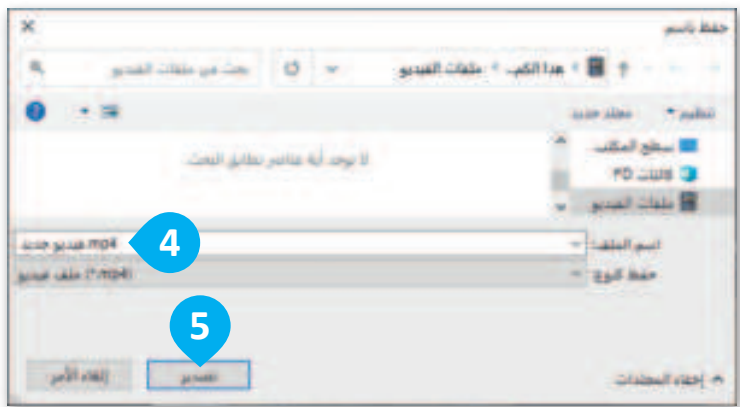 حفظ باسم
هذا الكمب... ملفات الفيديو
بحث في ملفات الفيديو
تنظيم مجلد جديد
سطح المكتب
كائنات 3D
ملفات الفيديو
لا توجد أية عناصر تطابق البحث.
اسم الملف: فيديو جديد.mp4
4
حفظ كنوع: ملف فيديو (*.mp4)
5
إخفاء المجلدات تصدير إلغاء الأمر